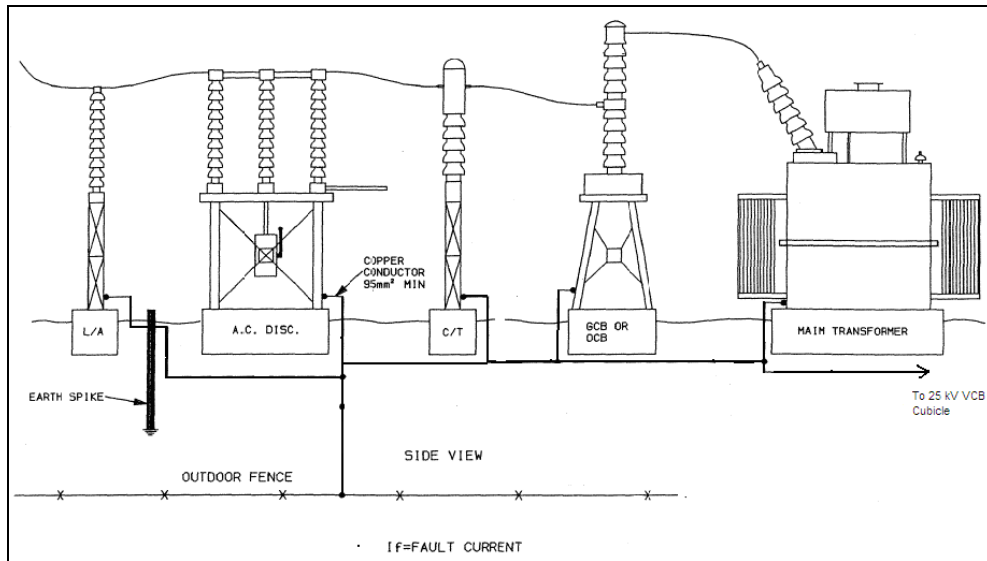 COPPER
CONDUCTOR
95mm² MIN
L/A
A.C. DISC.
C/T
GCB OR
OCB
MAIM TRANSFORMER
EARTH SPIKE
To 25 kV VCB
Cubicle
SIDE VIEW
OUTDOOR FENCE
If=FAULT CURRENT